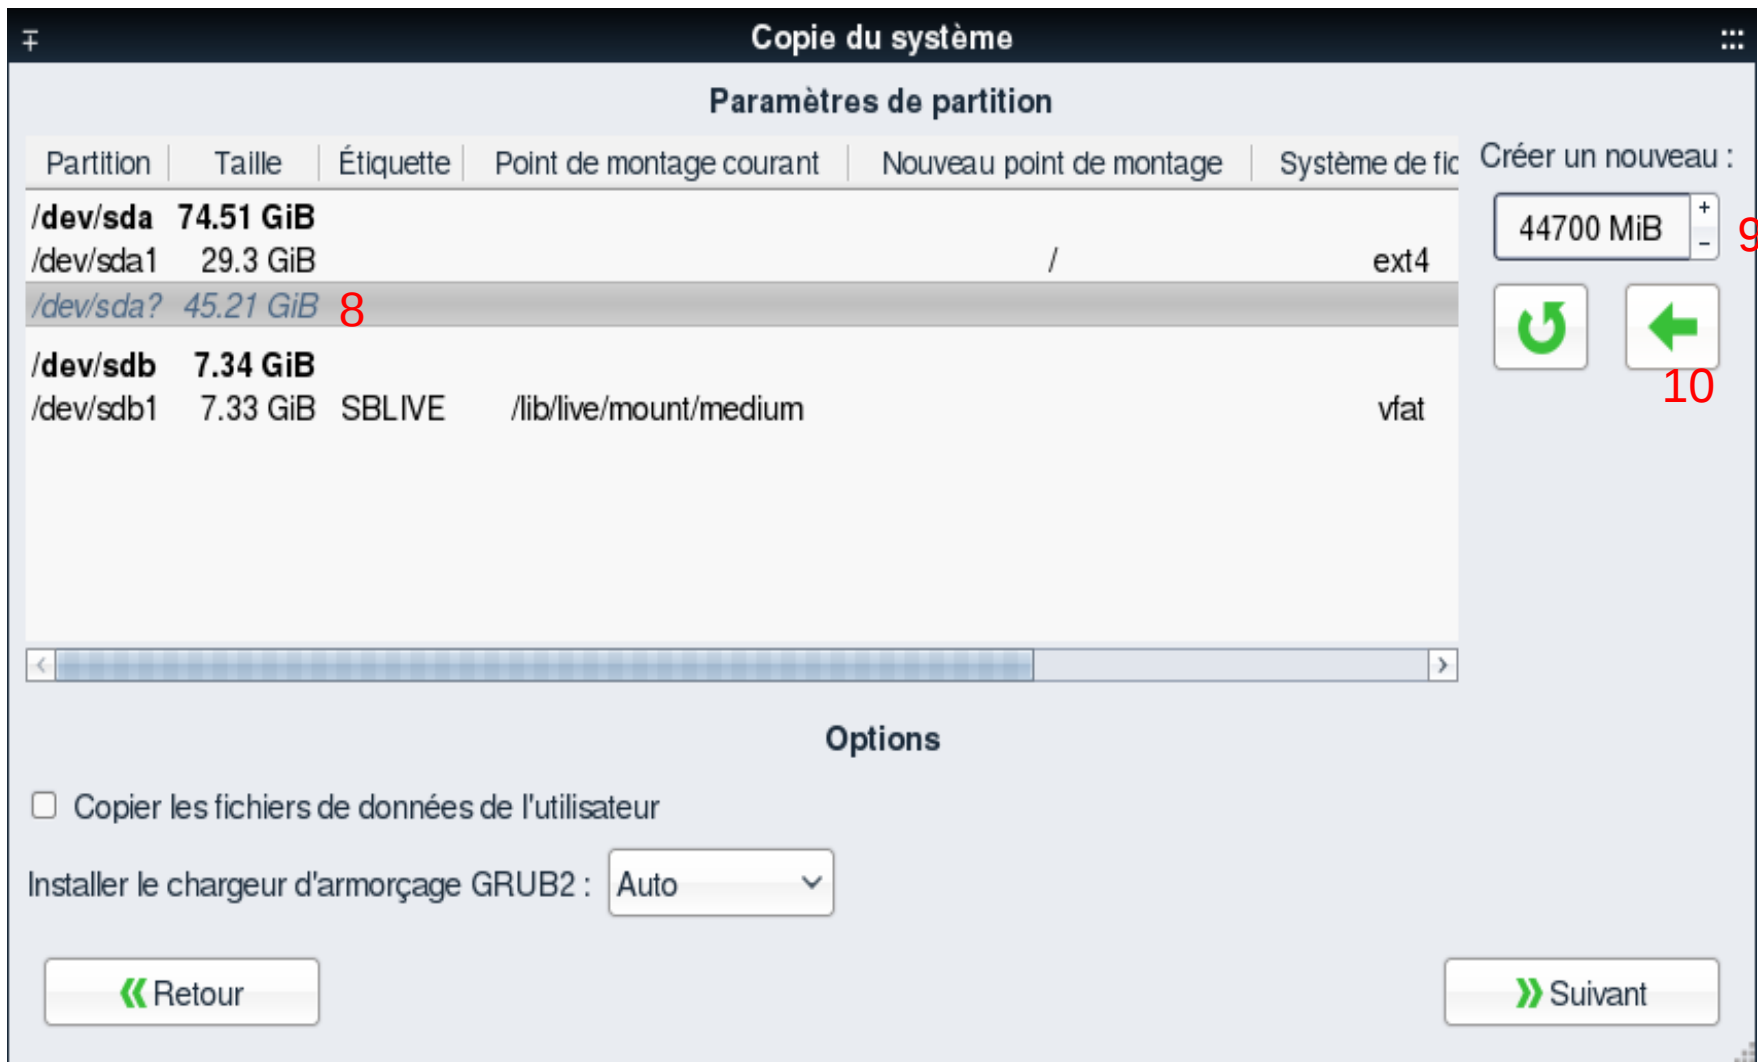 Copie du système
Paramètres de partition
Partition Taille Étiquette Point de montage courant Nouveau point de montage Système de fic
Créer un nouveau :
/dev/sda 74.51 GiB
44700 MiB + - 9
/dev/sda1 29.3 GiB / ext4
/dev/sda? 45.21 GiB 8
/dev/sdb 7.34 GiB
10
/dev/sdb1 7.33 GiB SBLIVE /lib/live/mount/medium vfat
Options
Copier les fichiers de données de l'utilisateur
Installer le chargeur d'armorçage GRUB2 : Auto
Retour
Suivant